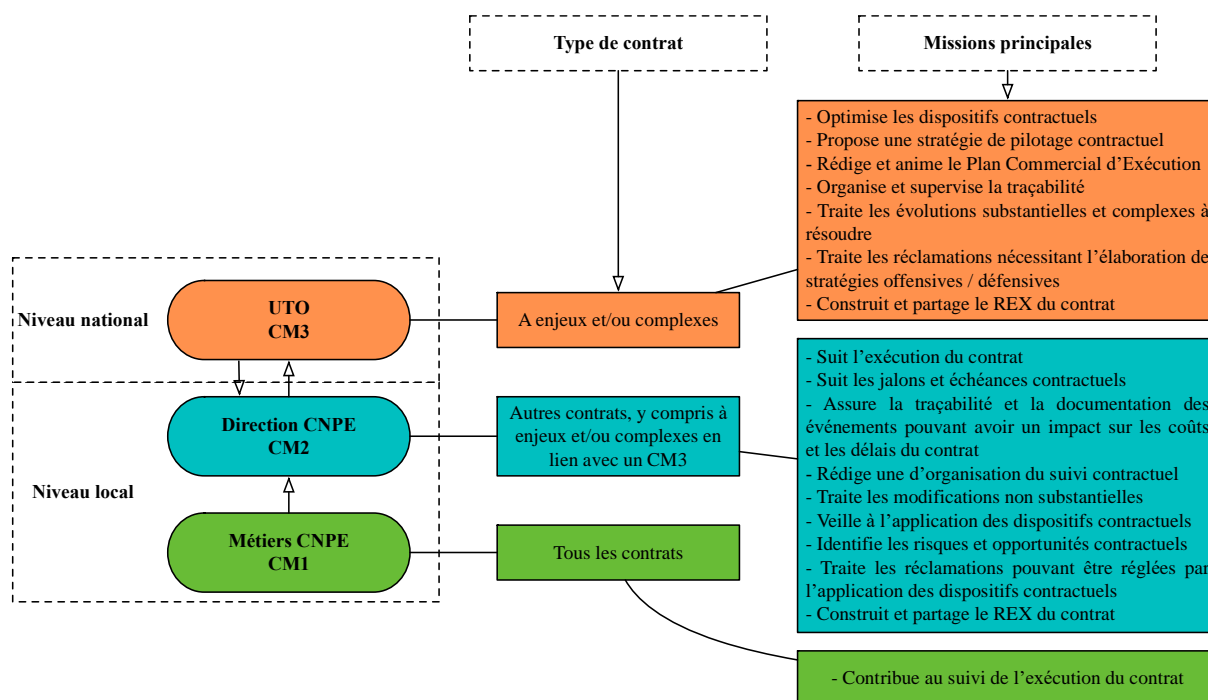 Type de contrat
Missions principales
- Optimise les dispositifs contractuels
- Propose une stratégie de pilotage contractuel
- Rédige et anime le Plan Commercial d’Exécution
- Organise et supervise la traçabilité
- Traite les évolutions substantielles et complexes à
résoudre
- Traite les réclamations nécessitant l’élaboration de
stratégies offensives / défensives
- Construit et partage le REX du contrat
Niveau national
UTO
CM3
A enjeux et/ou complexes
Niveau local
Direction CNPE
CM2
Autres contrats, y compris à
enjeux et/ou complexes en
lien avec un CM3
- Suit l’exécution du contrat
- Suit les jalons et échéances contractuels
- Assure la traçabilité et la documentation des
événements pouvant avoir un impact sur les coûts
et les délais du contrat
- Rédige une d’organisation du suivi contractuel
- Traite les modifications non substantielles
- Veille à l’application des dispositifs contractuels
- Identifie les risques et opportunités contractuels
- Traite les réclamations pouvant être réglées par
l’application des dispositifs contractuels
- Construit et partage le REX du contrat
Métiers CNPE
CM1
Tous les contrats
- Contribue au suivi de l’exécution du contrat